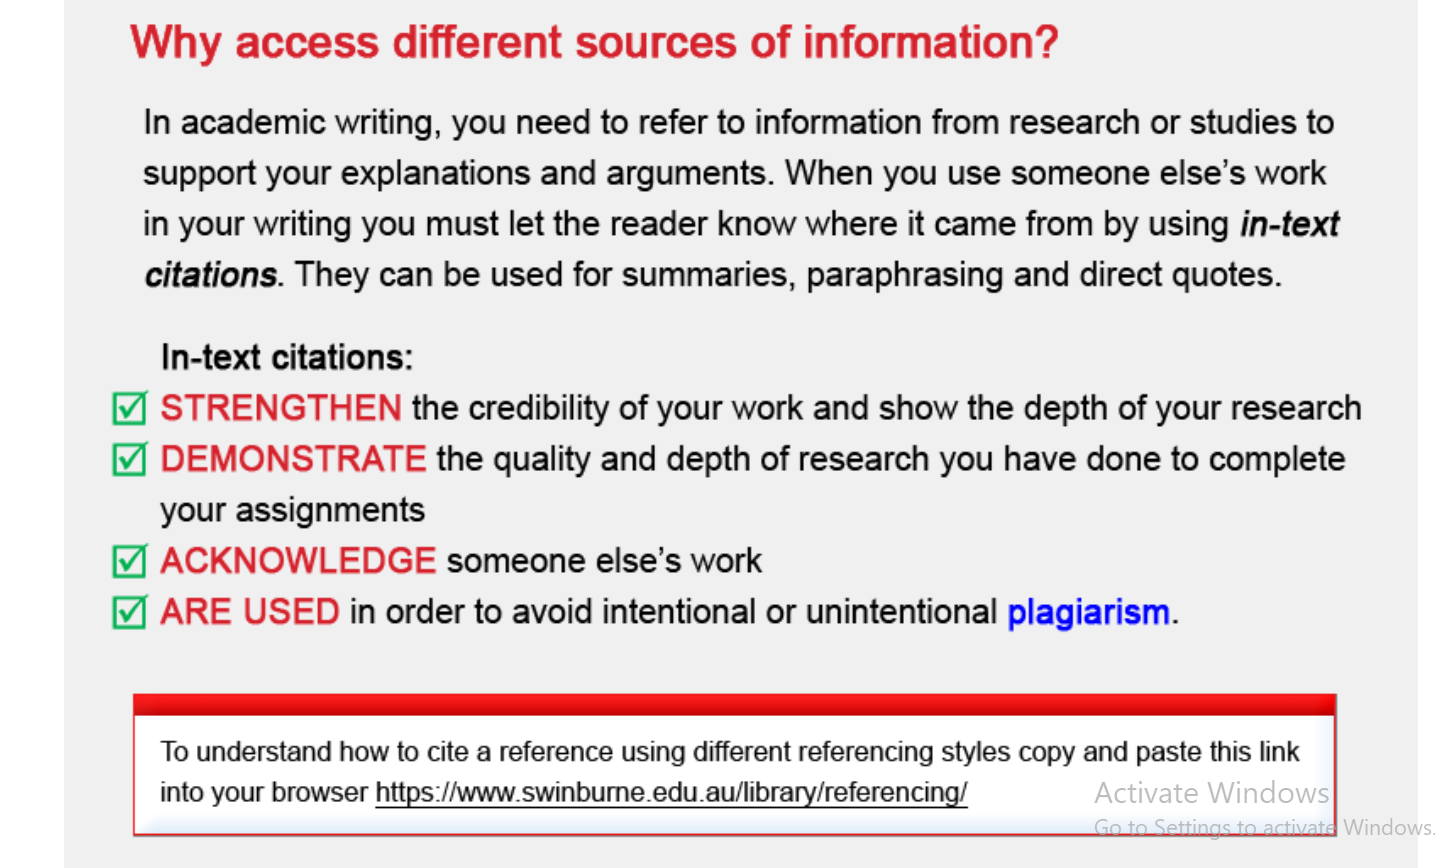 Why access different sources of information?
In academic writing, you need to refer to information from research or studies to
support your explanations and arguments. When you use someone else's work
in your writing you must let the reader know where it came from by using in-text
citations. They can be used for summaries, paraphrasing and direct quotes.
In-text citations:
STRENGTHEN the credibility of your work and show the depth of your research
DEMONSTRATE the quality and depth of research you have done to complete
your assignments
ACKNOWLEDGE someone else's work
ARE USED in order to avoid intentional or unintentional plagiarism.
To understand how to cite a reference using different referencing styles copy and paste this link
into your browser https://www.swinburne.edu.au/library/referencing/
Activate Windows
Go to Settings to activate Windows.